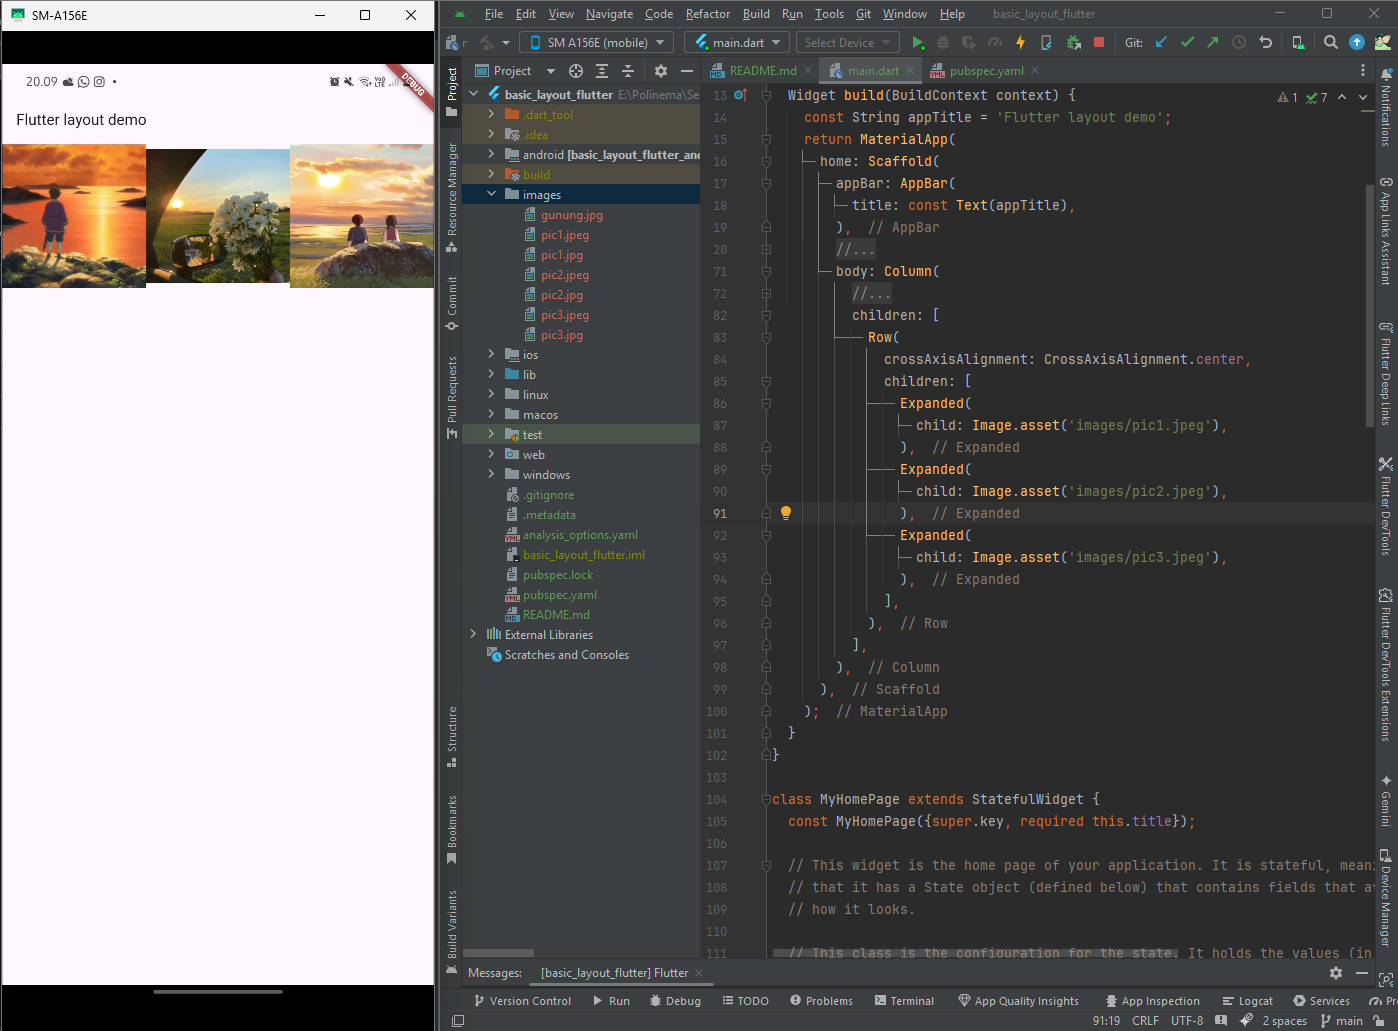 SM-A156E
20.09
DEBUG
Flutter layout demo
File Edit View Navigate Code Refactor Build Run Tools Git Window Help basic_layout_flutter
SM A156E (mobile) main.dart Select Device Git:
Project README.md main.dart pubspec.yaml
basic_layout_flutter E:\Polinema\Se
.dart_tool
.idea
android [basic_layout_flutter_and
build
images
gunung.jpg
pic1.jpeg
pic1.jpg
pic2.jpeg
pic2.jpg
pic3.jpeg
pic3.jpg
ios
lib
linux
macos
test
web
windows
.gitignore
.metadata
analysis_options.yaml
basic_layout_flutter.iml
pubspec.lock
pubspec.yaml
README.md
External Libraries
Scratches and Consoles
Project
Resource Manager
Commit
Pull Requests
Structure
Bookmarks
Build Variants
1 7
13 Widget build(BuildContext context) {
14 const String appTitle = 'Flutter layout demo';
15 return MaterialApp(
16 home: Scaffold(
17 appBar: AppBar(
18 title: const Text(appTitle),
19 ), // AppBar
20 //...
71 body: Column(
72 //...
82 children: [
83 Row(
84 crossAxisAlignment: CrossAxisAlignment.center,
85 children: [
86 Expanded(
87 child: Image.asset('images/pic1.jpeg'),
88 ), // Expanded
89 Expanded(
90 child: Image.asset('images/pic2.jpeg'),
91 ), // Expanded
92 Expanded(
93 child: Image.asset('images/pic3.jpeg'),
94 ), // Expanded
95 ],
96 ), // Row
97 ],
98 ), // Column
99 ), // Scaffold
100 ); // MaterialApp
101 }
102 }
103
104 class MyHomePage extends StatefulWidget {
105 const MyHomePage({super.key, required this.title});
106
107 // This widget is the home page of your application. It is stateful, mean
108 // that it has a State object (defined below) that contains fields that a
109 // how it looks.
110
111 // This class is the configuration for the state. It holds the values (in
Notifications
App Links Assistant
Flutter Deep Links
Flutter DevTools
Flutter DevTools Extensions
Gemini
Device Manager
Messages: [basic_layout_flutter] Flutter
Version Control Run Debug TODO Problems Terminal App Quality Insights App Inspection Logcat Services Pr
91:19 CRLF UTF-8 2 spaces main